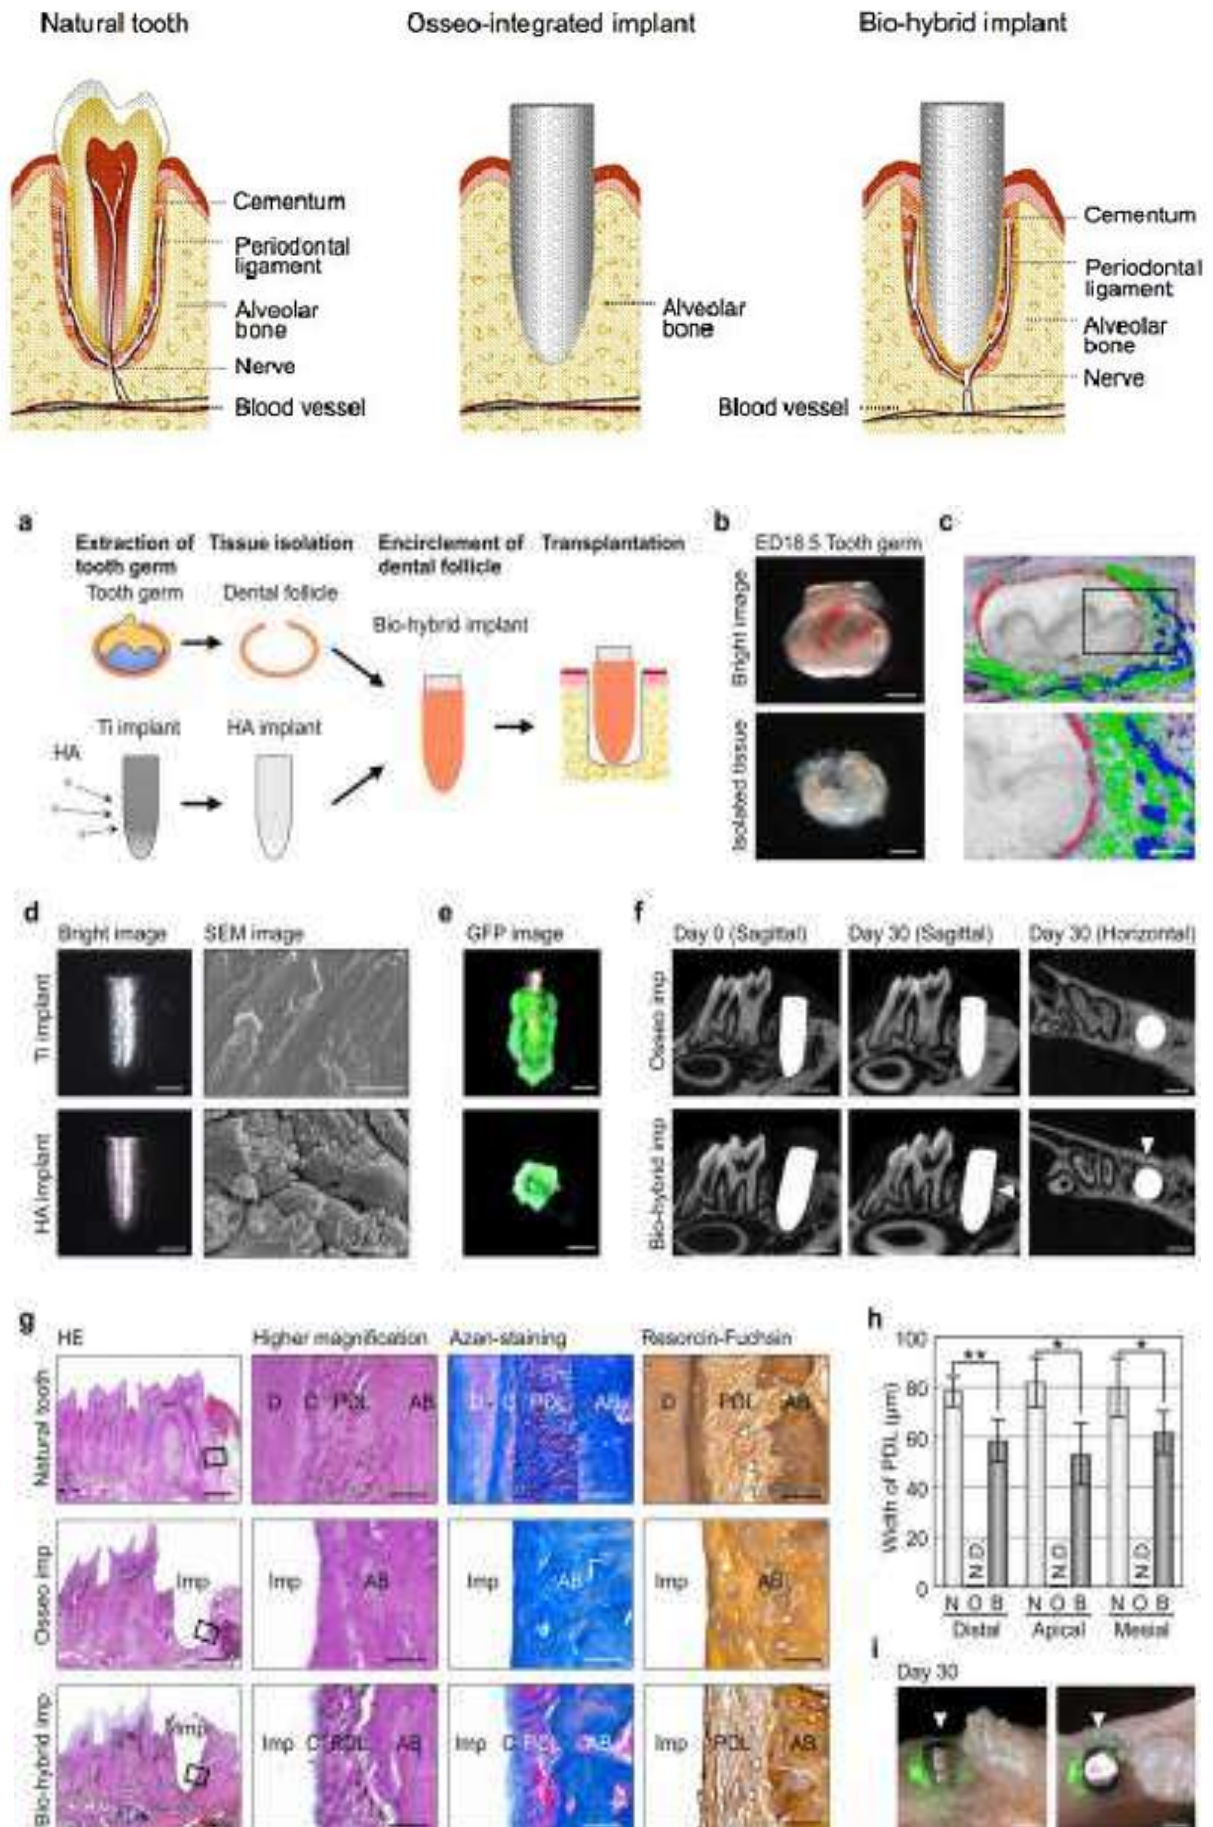 Natural tooth
Osseo-integrated implant
Bio-hybrid implant
Cementum
Periodontal
ligament
Alveolar
bone
Nerve
Blood vessel
Alveolar
bone
Cementum
Periodontal
ligament
Alveolar
bone
Nerve
Blood vessel
a
Extraction of
tooth germ
Tissue isolation
Encirclement of
dental follicle
Transplantation
Tooth germ
Dental follicle
Bio-hybrid implant
Ti implant
HA implant
HA
b
ED18.5 Tooth germ
Bright image
Isolated tissue
c
d
Bright image
SEM image
Ti implant
HA implant
e
GFP image
f
Day 0 (Sagittal)
Day 30 (Sagittal)
Day 30 (Horizontal)
Osseo imp
Bio-hybrid imp
g
HE
Higher magnification
Azan-staining
Resorcin-Fuchsin
Natural tooth
D C PDL AB
D C PDL AB
D PDL AB
Osseo imp
Imp
Imp AB
Imp AB
Imp AB
Bio-hybrid imp
Imp
Imp C PDL AB
Imp C PDL AB
Imp PDL AB
h
Width of PDL (μm)
100
80
60
40
20
0
** * *
N.D. N.D. N.D.
N O B N O B N O B
Distal Apical Mesial
i
Day 30